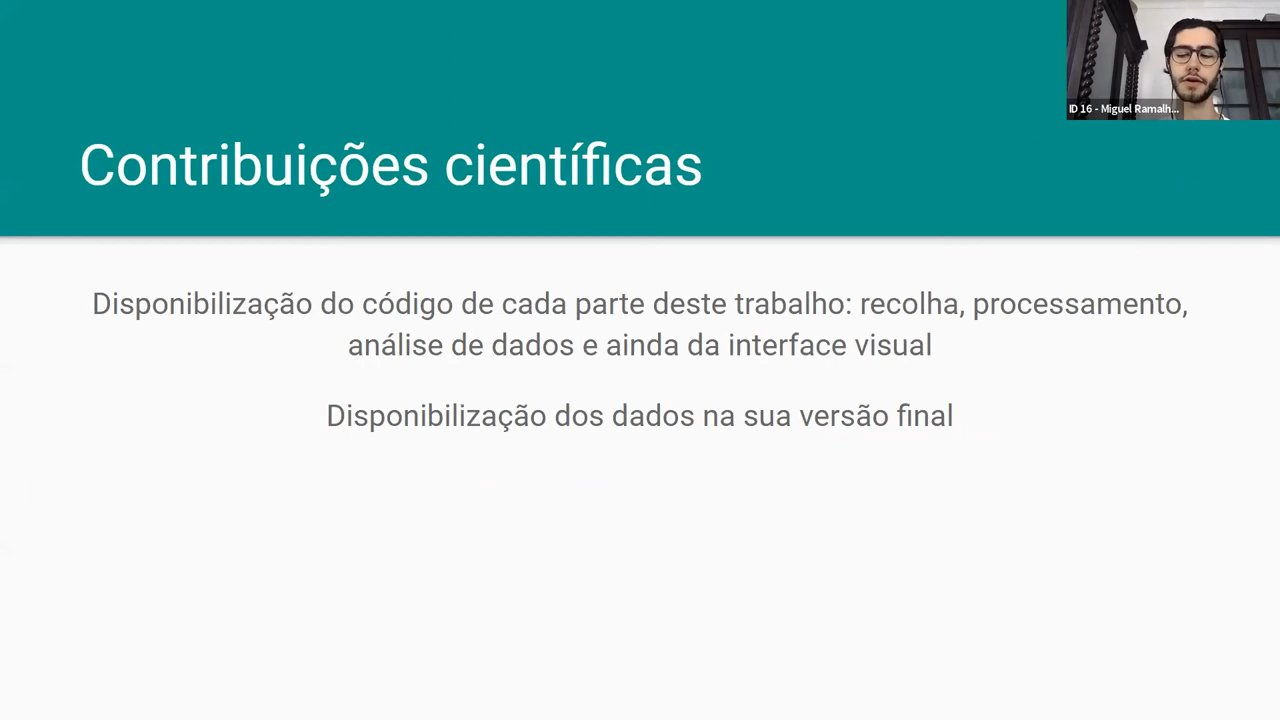 ID 16 - Miguel Ramalh...
Contribuições científicas
Disponibilização do código de cada parte deste trabalho: recolha, processamento,
análise de dados e ainda da interface visual
Disponibilização dos dados na sua versão final